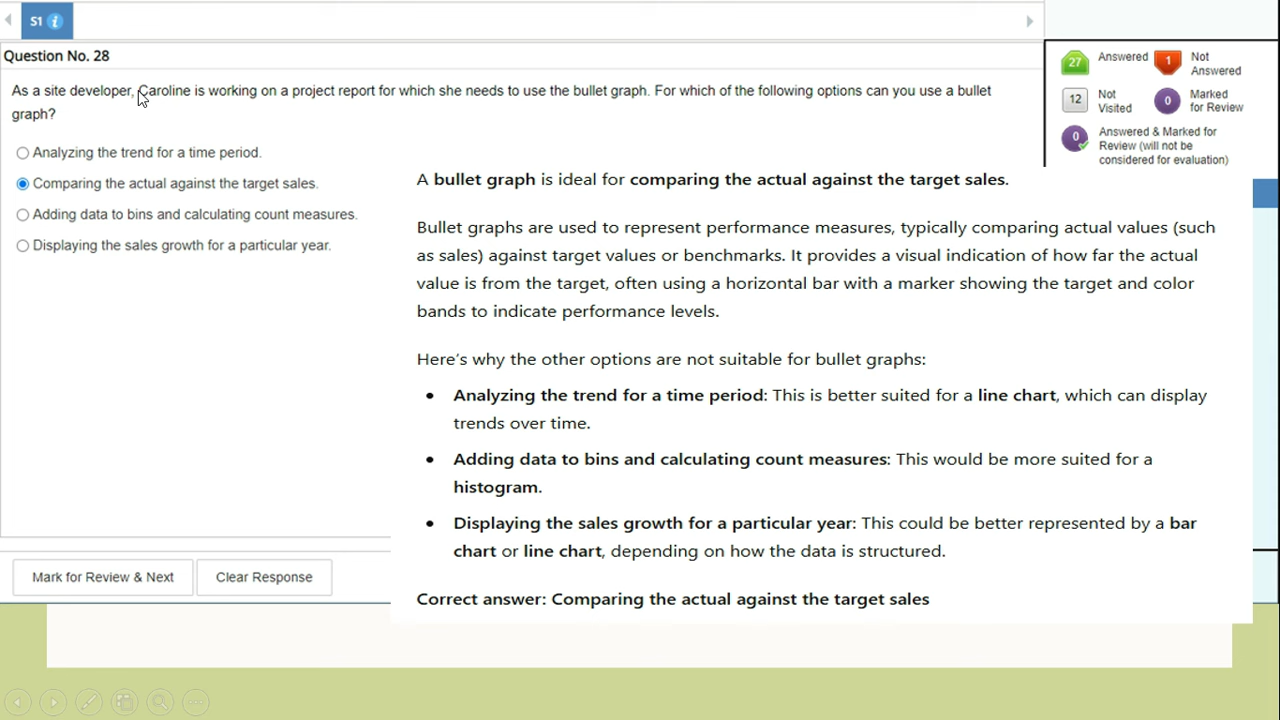 S1 i
Question No. 28
As a site developer, Caroline is working on a project report for which she needs to use the bullet graph. For which of the following options can you use a bullet
graph?
Analyzing the trend for a time period.
Comparing the actual against the target sales.
Adding data to bins and calculating count measures.
Displaying the sales growth for a particular year.
Mark for Review & Next
Clear Response
27 Answered
1 Not
Answered
12 Not
Visited
0 Marked
for Review
0 Answered & Marked for
Review (will not be
considered for evaluation)
A bullet graph is ideal for comparing the actual against the target sales.
Bullet graphs are used to represent performance measures, typically comparing actual values (such
as sales) against target values or benchmarks. It provides a visual indication of how far the actual
value is from the target, often using a horizontal bar with a marker showing the target and color
bands to indicate performance levels.
Here's why the other options are not suitable for bullet graphs:
• Analyzing the trend for a time period: This is better suited for a line chart, which can display
trends over time.
• Adding data to bins and calculating count measures: This would be more suited for a
histogram.
• Displaying the sales growth for a particular year: This could be better represented by a bar
chart or line chart, depending on how the data is structured.
Correct answer: Comparing the actual against the target sales